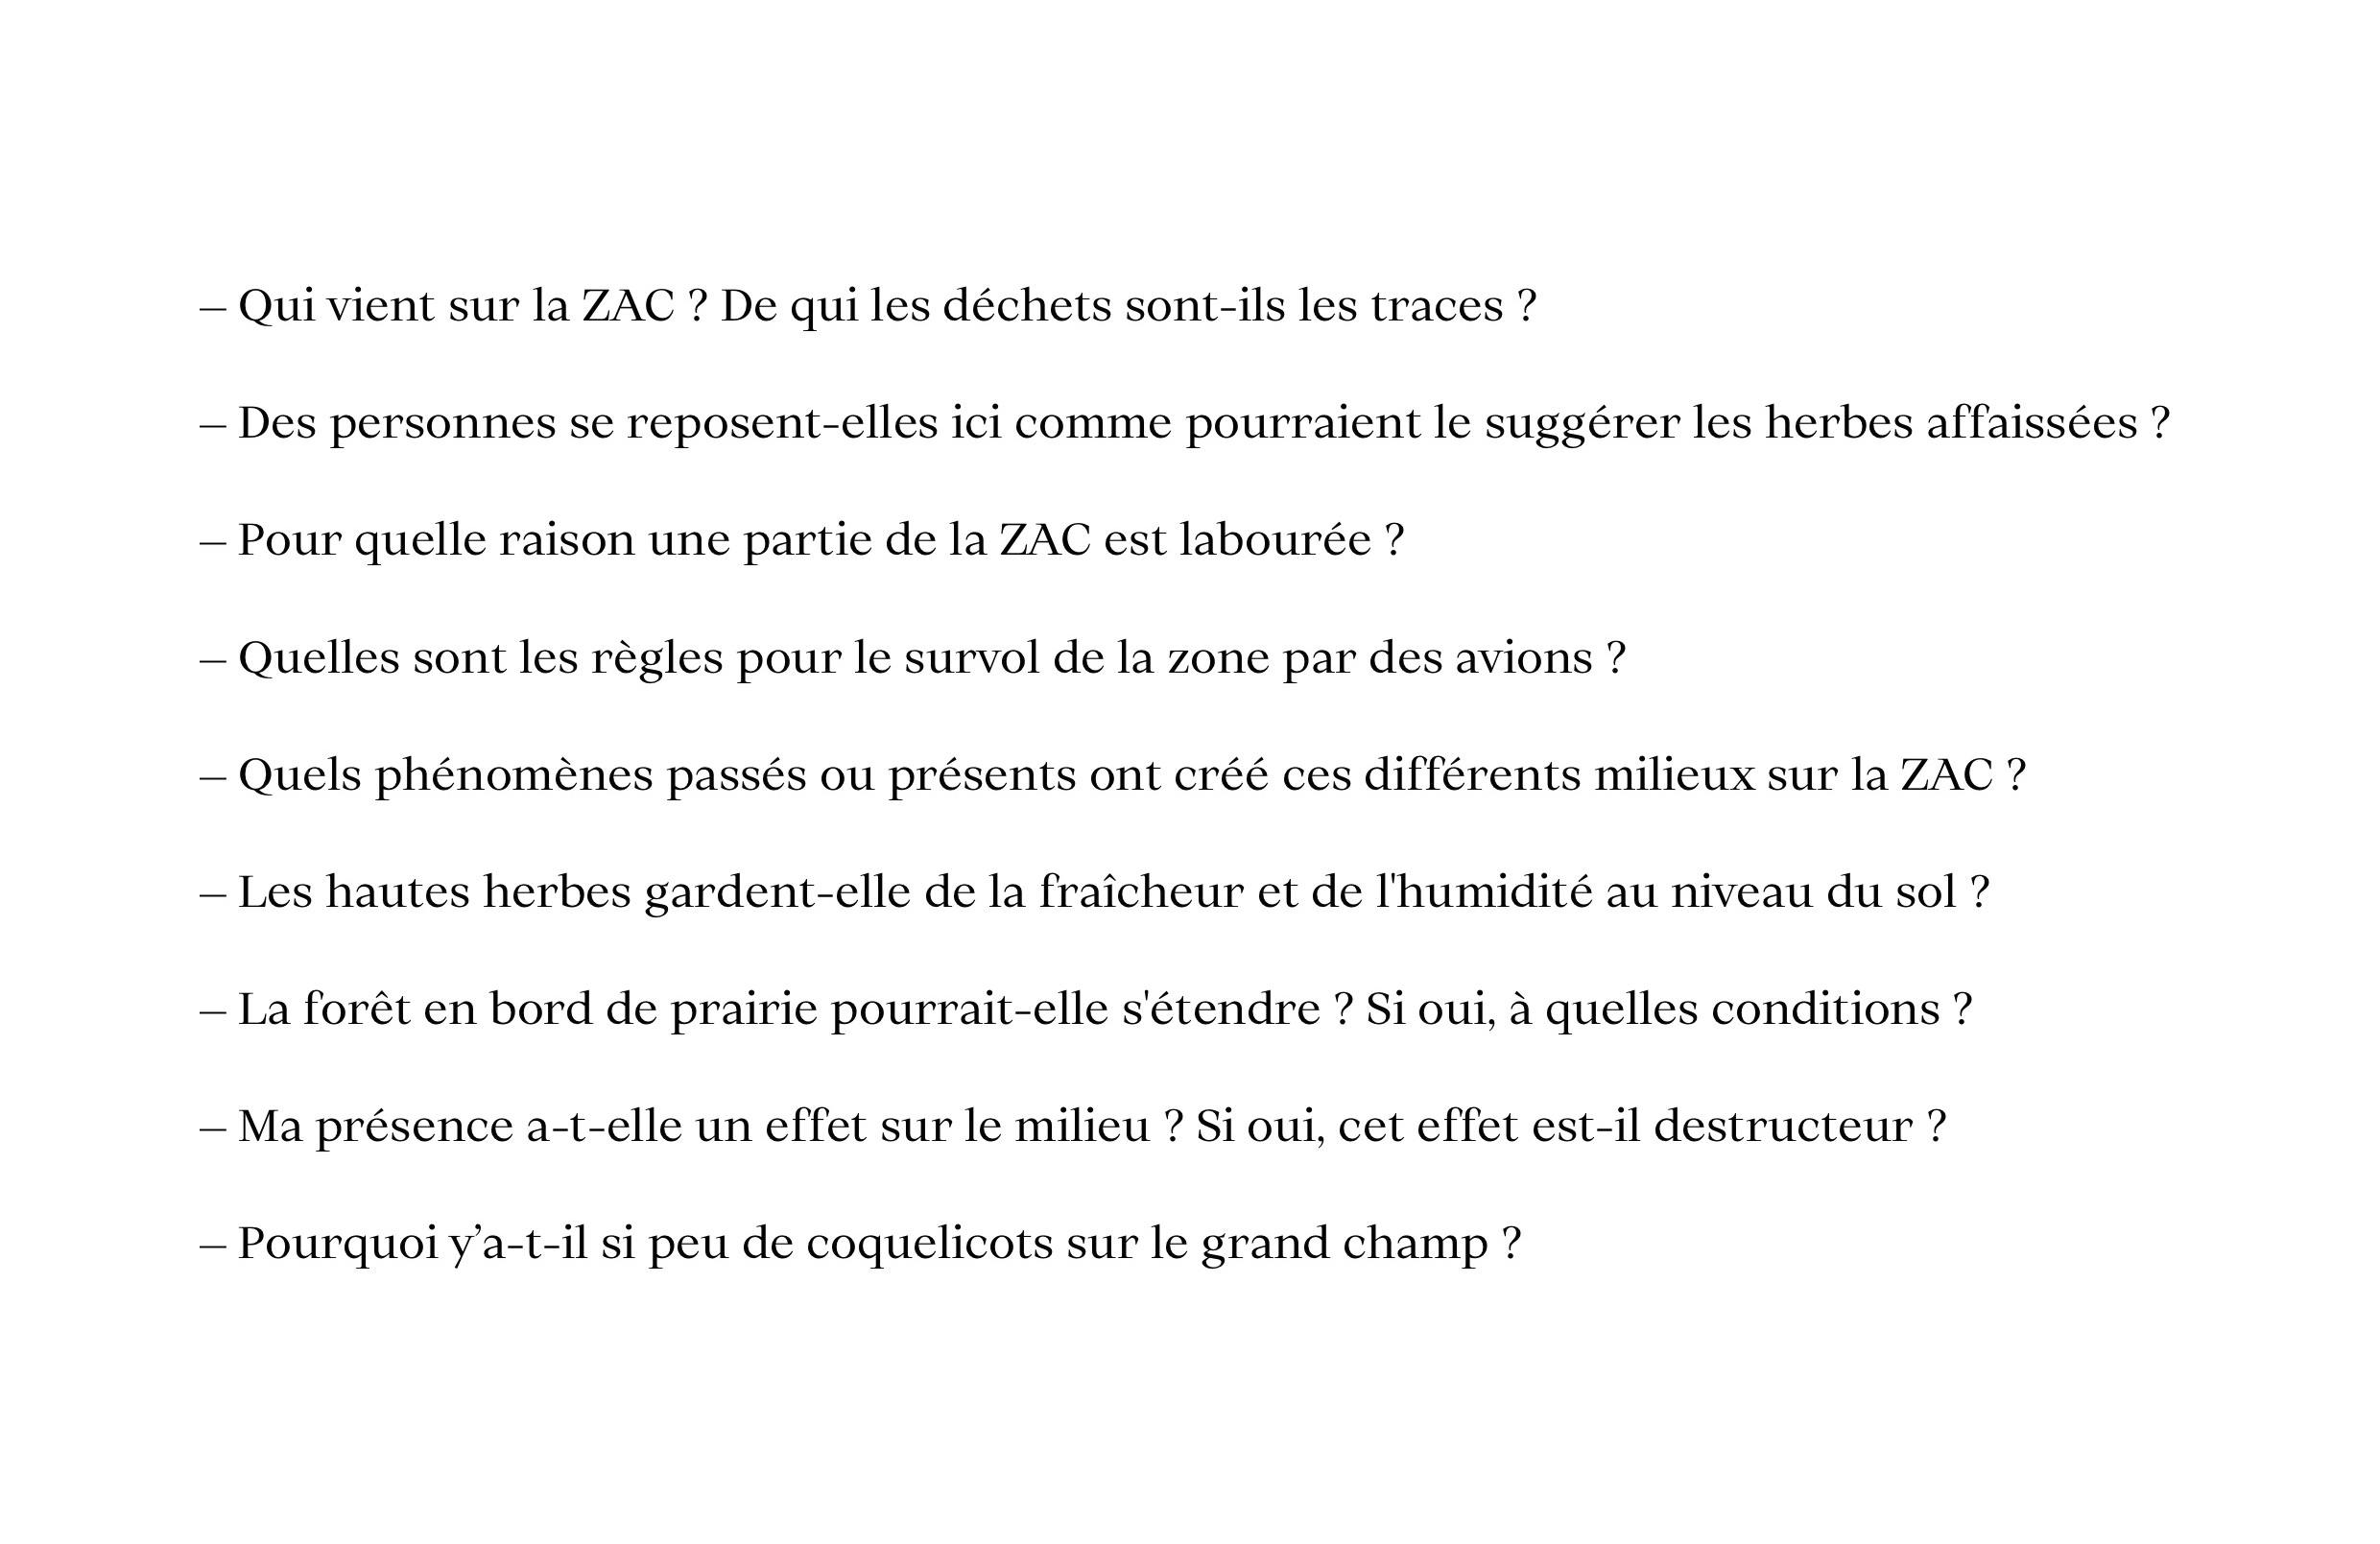 – Qui vient sur la ZAC ? De qui les déchets sont-ils les traces ?
– Des personnes se reposent-elles ici comme pourraient le suggérer les herbes affaissées ?
– Pour quelle raison une partie de la ZAC est labourée ?
– Quelles sont les règles pour le survol de la zone par des avions ?
– Quels phénomènes passés ou présents ont créé ces différents milieux sur la ZAC ?
– Les hautes herbes gardent-elle de la fraîcheur et de l'humidité au niveau du sol ?
– La forêt en bord de prairie pourrait-elle s'étendre ? Si oui, à quelles conditions ?
– Ma présence a-t-elle un effet sur le milieu ? Si oui, cet effet est-il destructeur ?
– Pourquoi y’a-t-il si peu de coquelicots sur le grand champ ?